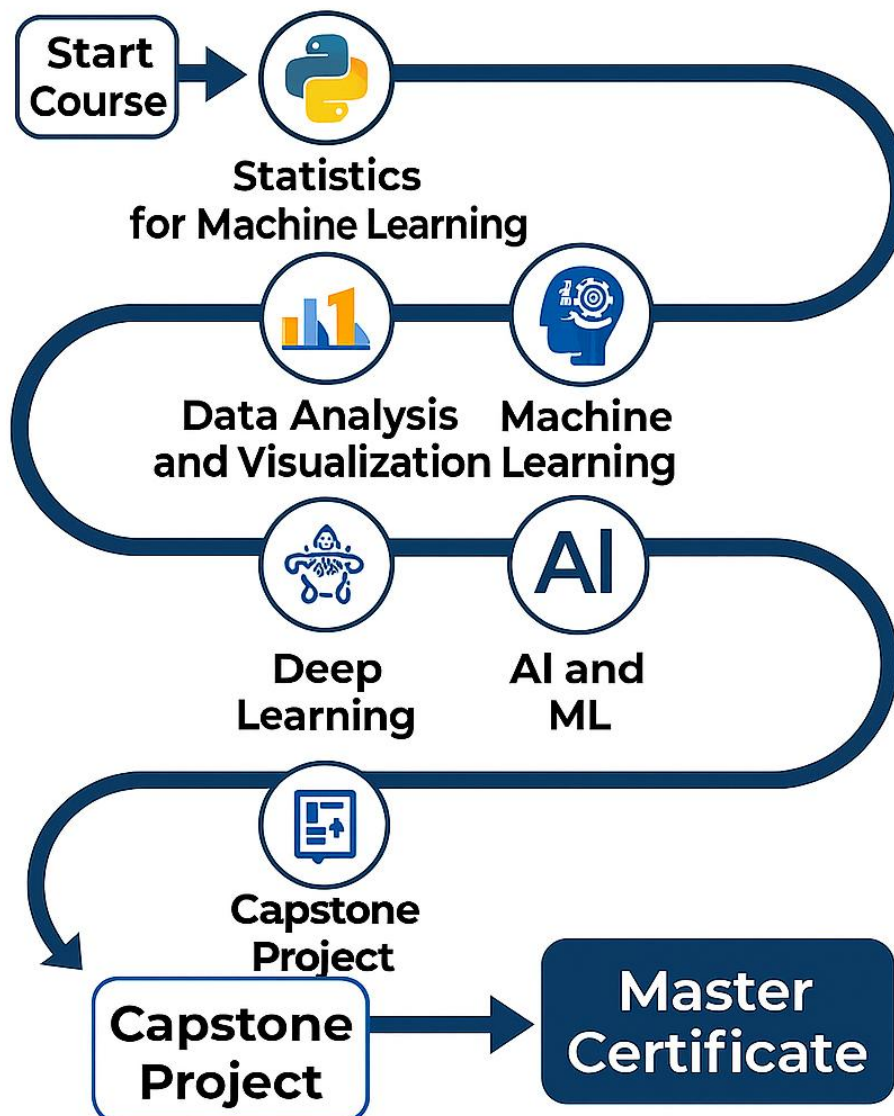 Start
Course
Statistics
for Machine Learning
Data Analysis
and Visualization
Machine
Learning
Deep
Learning
AI
AI and
ML
Capstone
Project
Capstone
Project
Master
Certificate